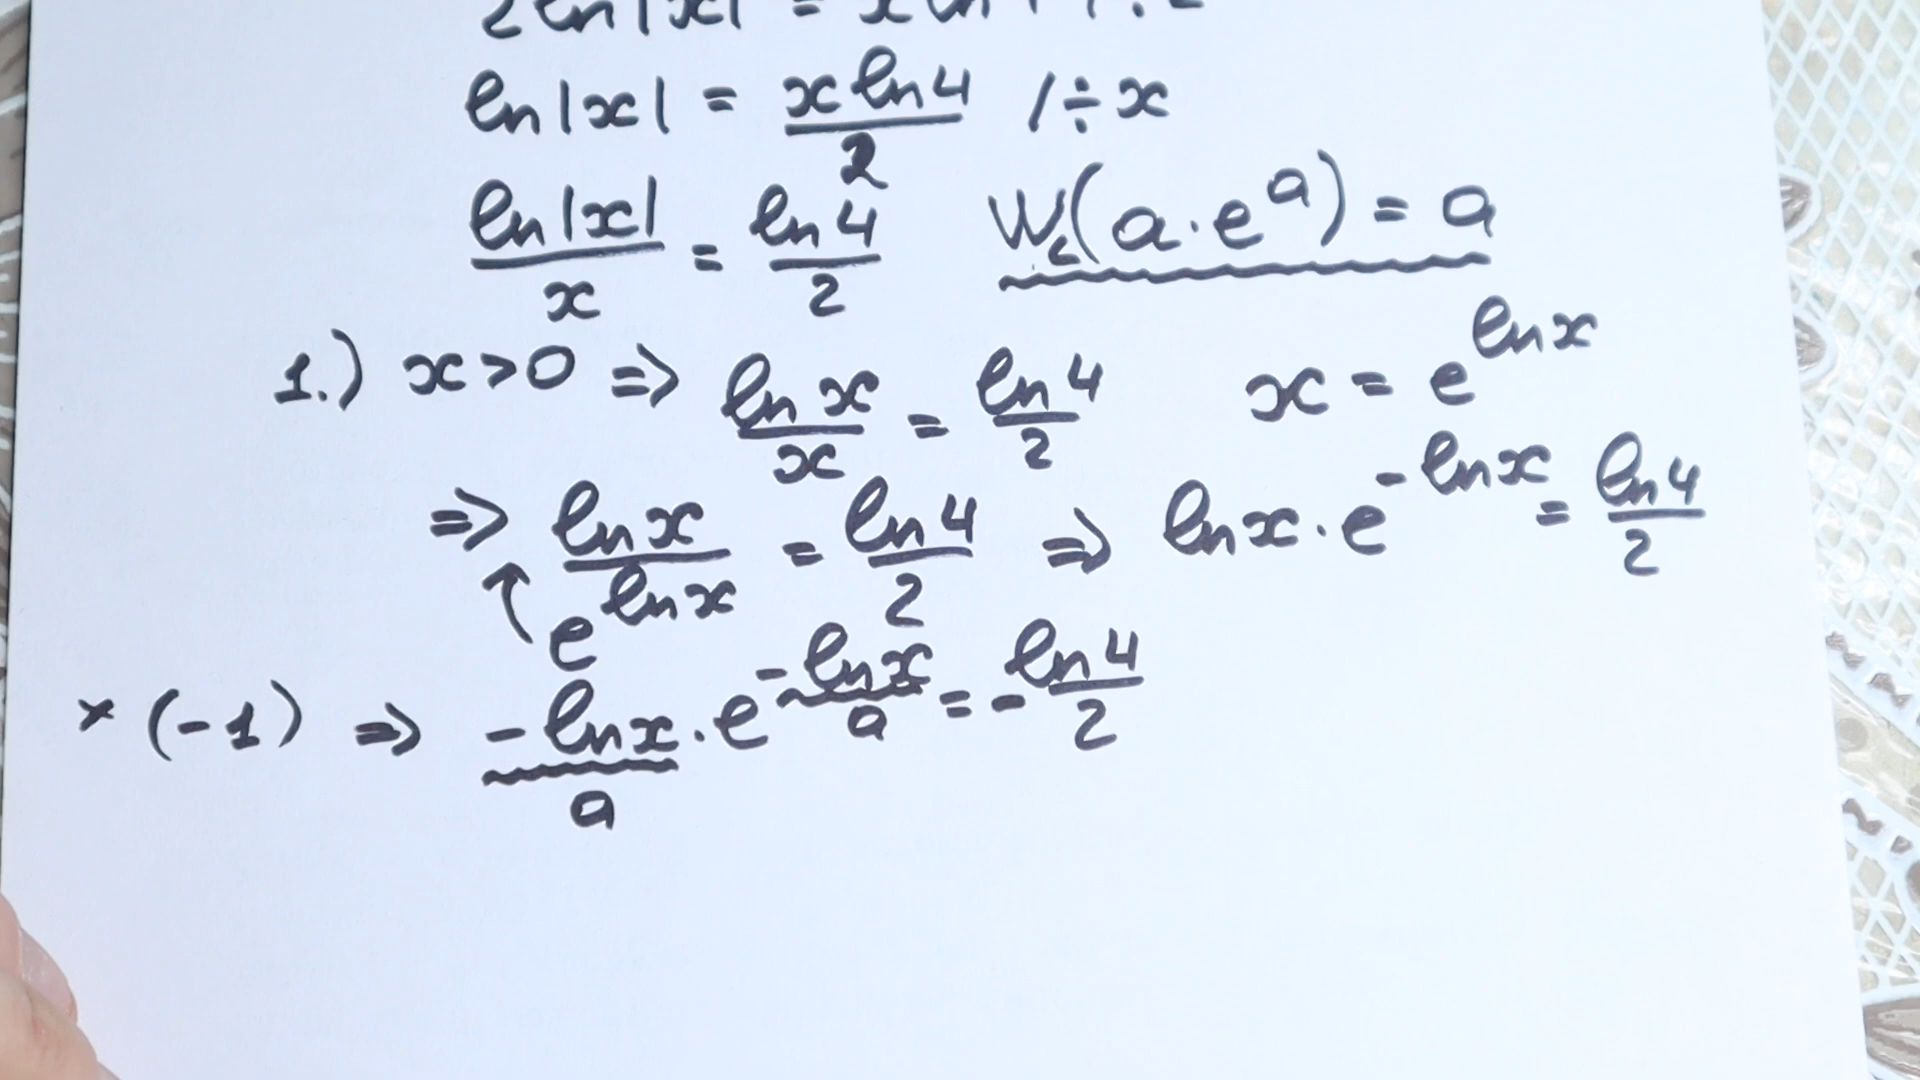 ln|x| = x ln4 / 2 /÷x
ln|x| / x = ln4 / 2 W_L(a·e^a) = a
1.) x>0 => ln x / x = ln4 / 2 x = e^(ln x)
=> ln x / e^(ln x) = ln4 / 2 => ln x · e^(-ln x) = ln4 / 2
× (-1) => -ln x · e^(-ln x) = - ln4 / 2
a a